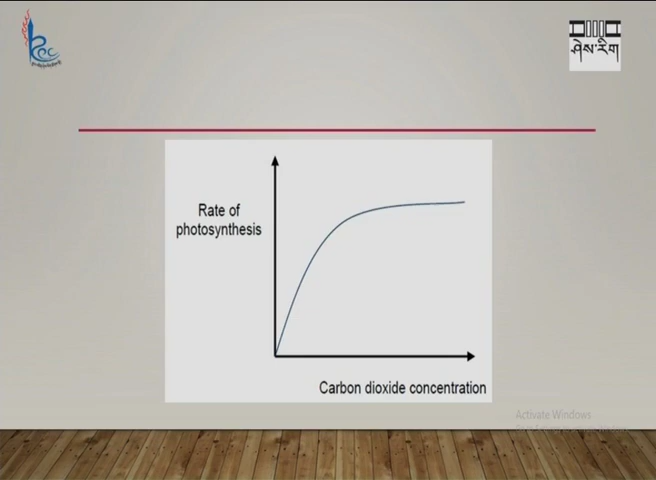 ཤེས་རིག
Rate of
photosynthesis
Carbon dioxide concentration
Activate Windows